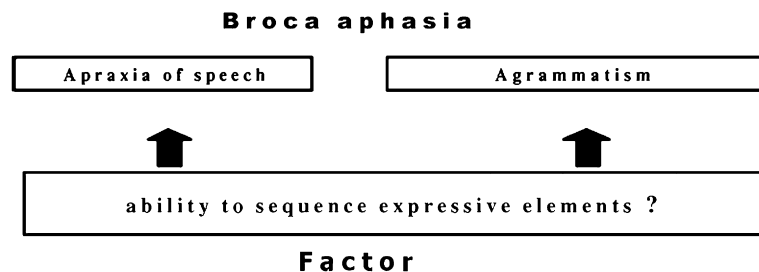 Broca aphasia
Apraxia of speech
Agrammatism
ability to sequence expressive elements ?
Factor